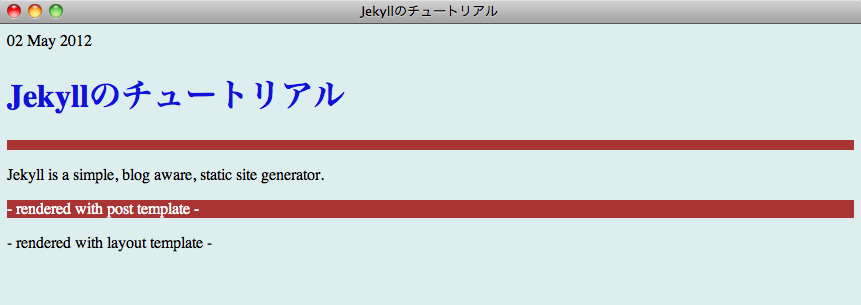 Jekyllのチュートリアル
02 May 2012
Jekyllのチュートリアル
Jekyll is a simple, blog aware, static site generator.
- rendered with post template -
- rendered with layout template -